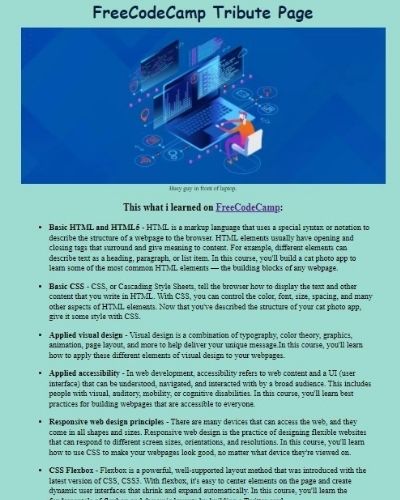 FreeCodeCamp Tribute Page
Busy guy in front of laptop.
This what i learned on FreeCodeCamp:
• Basic HTML and HTML5 - HTML is a markup language that uses a special syntax or notation to
describe the structure of a webpage to the browser. HTML elements usually have opening and
closing tags that surround and give meaning to content. For example, different elements can
describe text as a heading, paragraph, or list item. In this course, you'll build a cat photo app to
learn some of the most common HTML elements — the building blocks of any webpage.
• Basic CSS - CSS, or Cascading Style Sheets, tell the browser how to display the text and other
content that you write in HTML. With CSS, you can control the color, font, size, spacing, and many
other aspects of HTML elements. Now that you've described the structure of your cat photo app,
give it some style with CSS.
• Applied visual design - Visual design is a combination of typography, color theory, graphics,
animation, page layout, and more to help deliver your unique message.In this course, you'll learn
how to apply these different elements of visual design to your webpages.
• Applied accessibility - In web development, accessibility refers to web content and a UI (user
interface) that can be understood, navigated, and interacted with by a broad audience. This includes
people with visual, auditory, mobility, or cognitive disabilities. In this course, you'll learn best
practices for building webpages that are accessible to everyone.
• Responsive web design principles - There are many devices that can access the web, and they
come in all shapes and sizes. Responsive web design is the practice of designing flexible websites
that can respond to different screen sizes, orientations, and resolutions. In this course, you'll learn
how to use CSS to make your webpages look good, no matter what device they're viewed on.
• CSS Flexbox - Flexbox is a powerful, well-supported layout method that was introduced with the
latest version of CSS, CSS3. With flexbox, it's easy to center elements on the page and create
dynamic user interfaces that shrink and expand automatically. In this course, you'll learn the